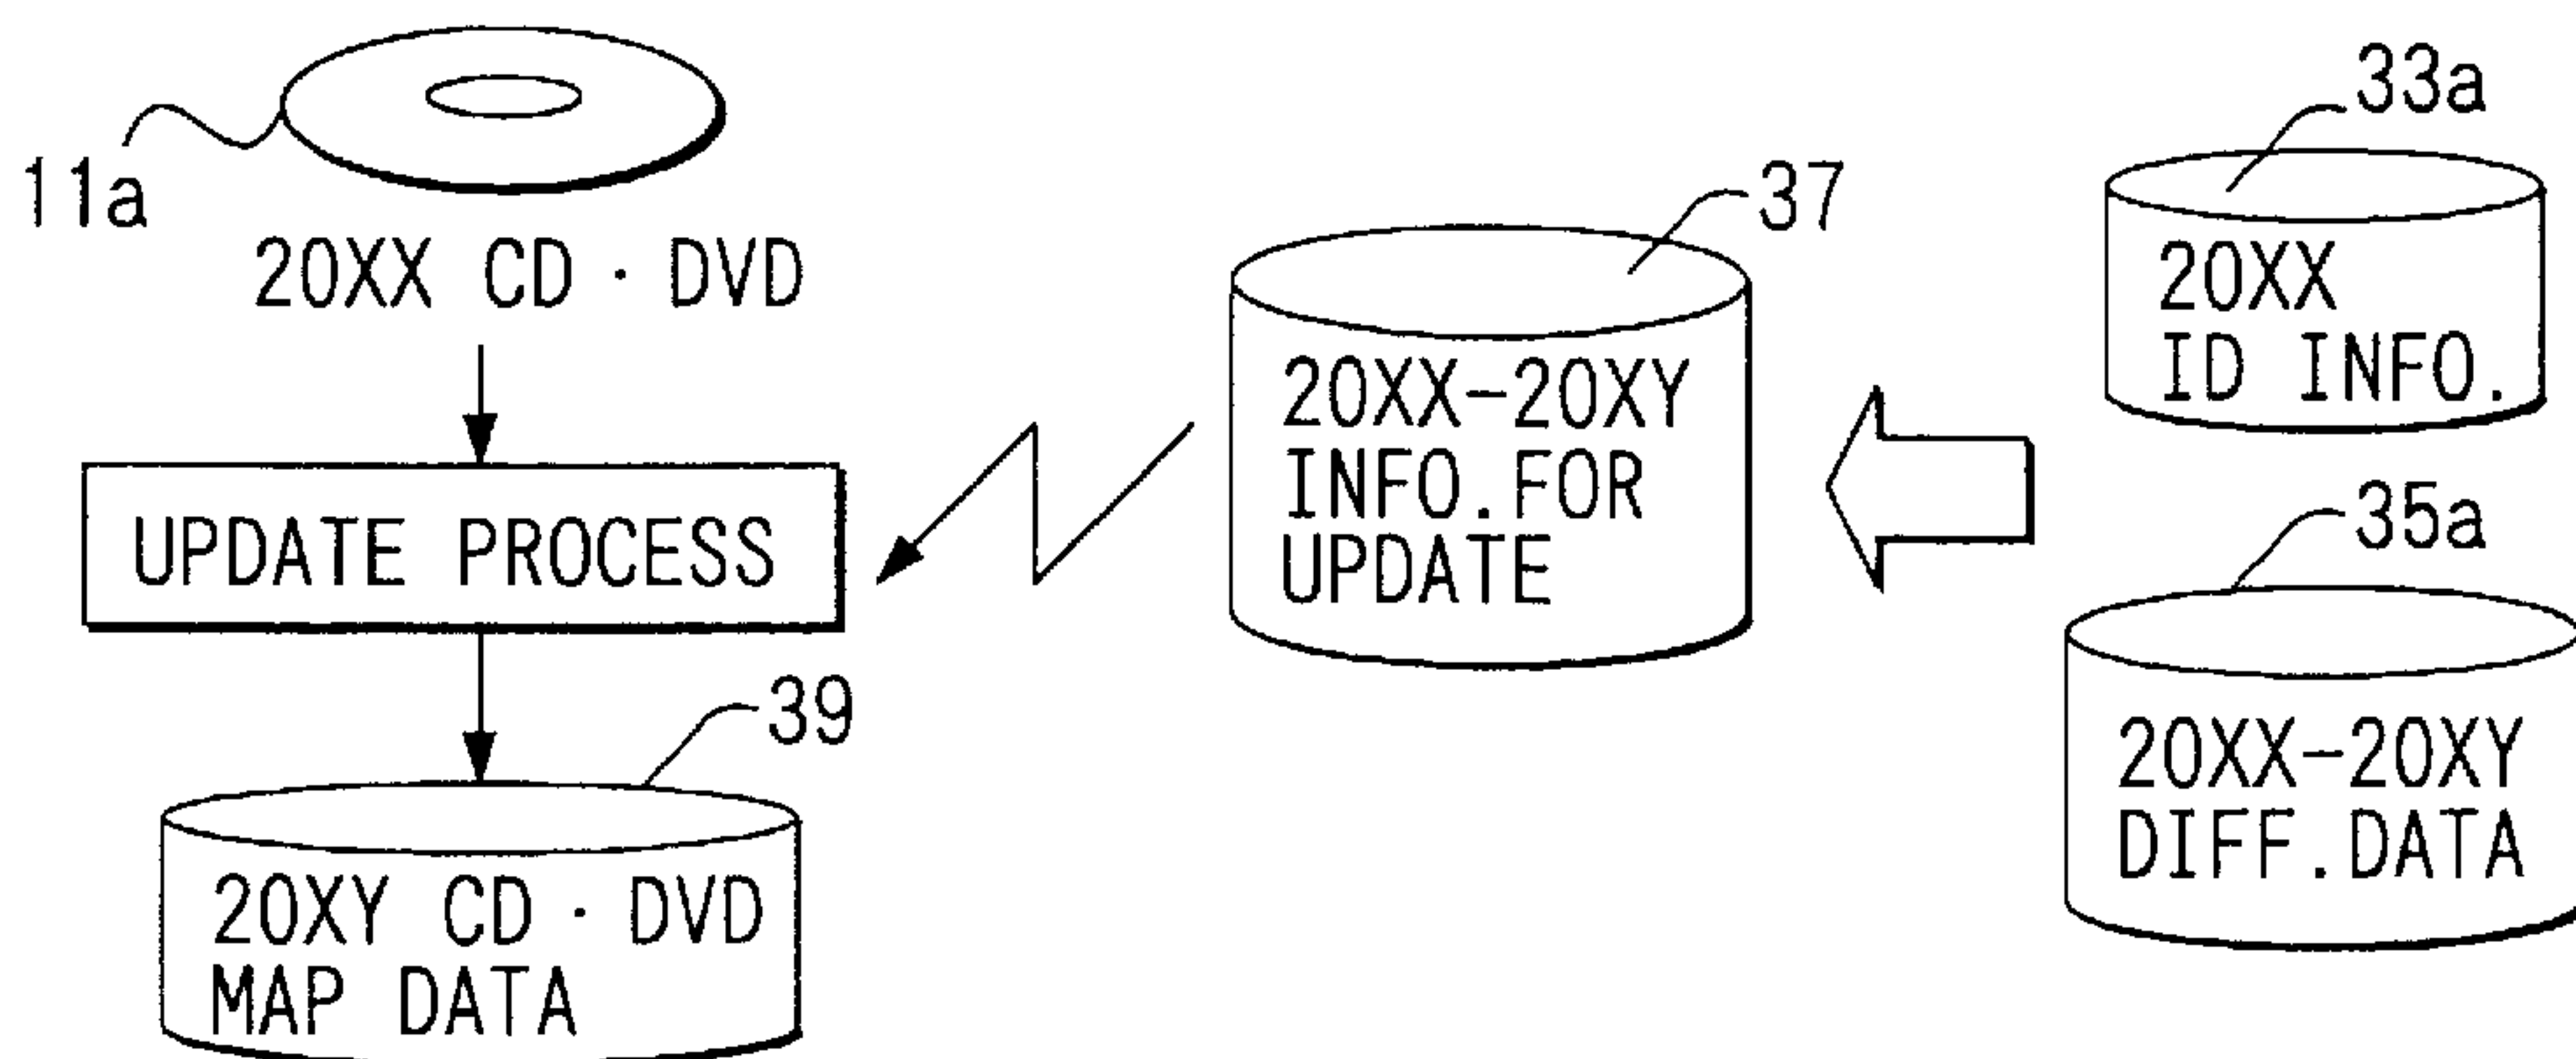 11a
20XX CD · DVD
UPDATE PROCESS
39
20XY CD · DVD
MAP DATA
37
20XX-20XY
INFO.FOR
UPDATE
33a
20XX
ID INFO.
35a
20XX-20XY
DIFF.DATA